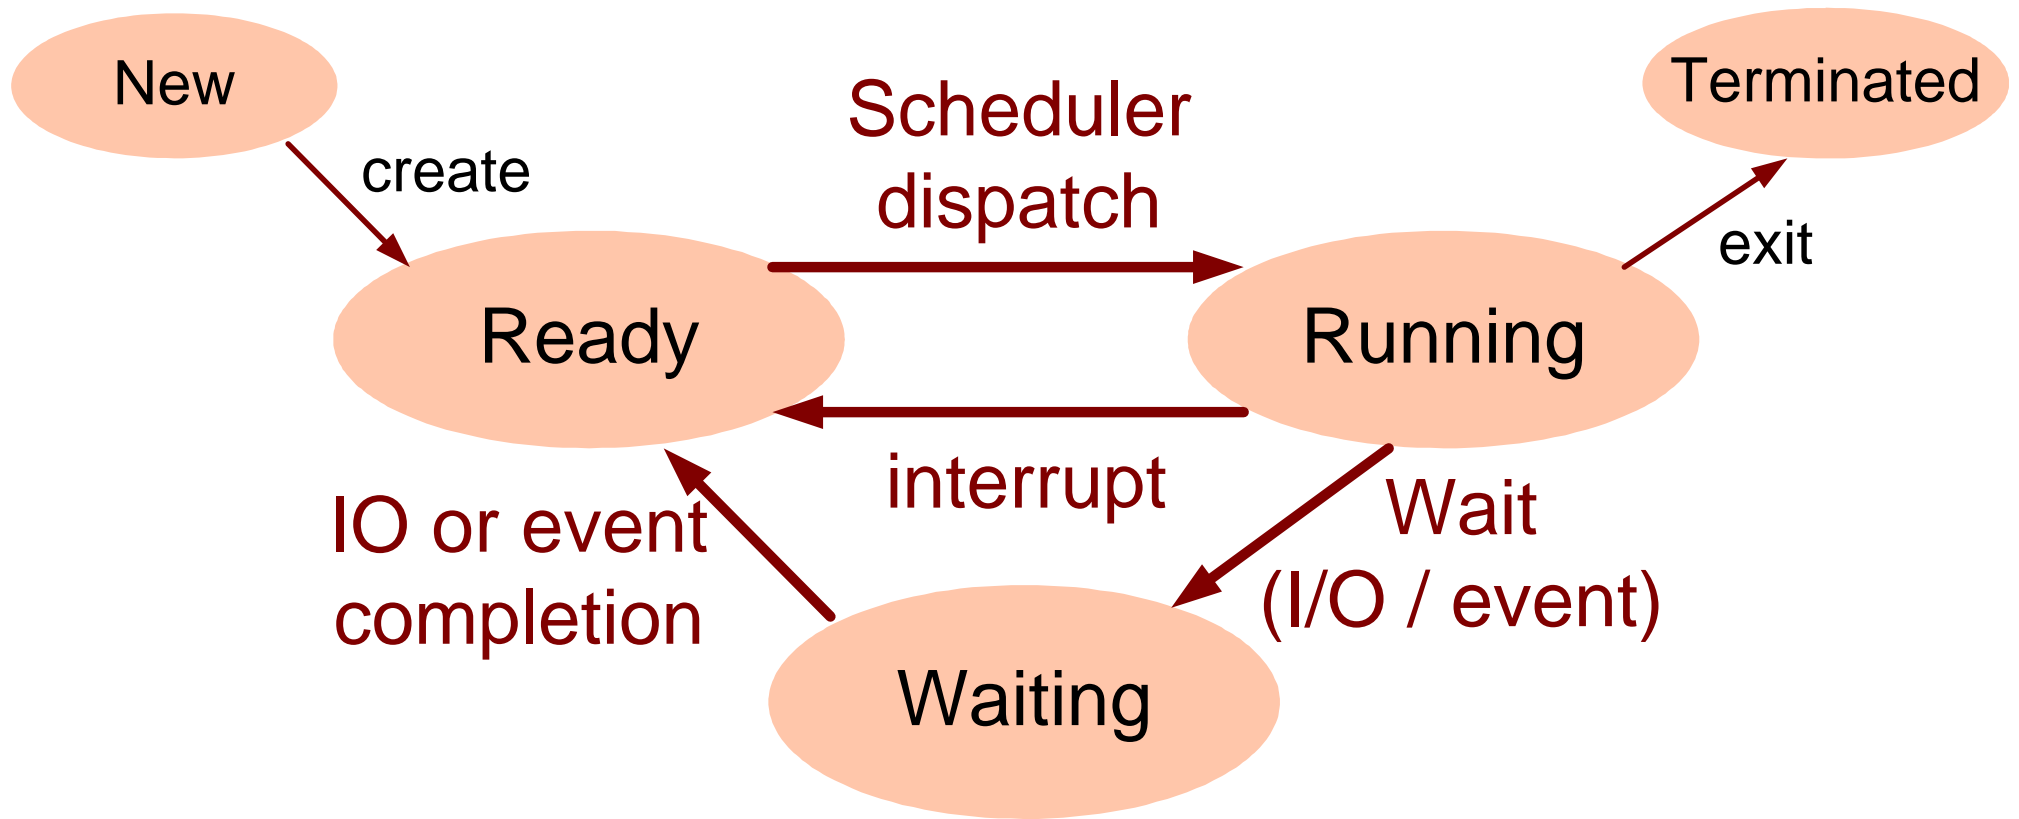 New
create
Scheduler
dispatch
Terminated
exit
Ready
Running
interrupt
IO or event
completion
Wait
(I/O / event)
Waiting